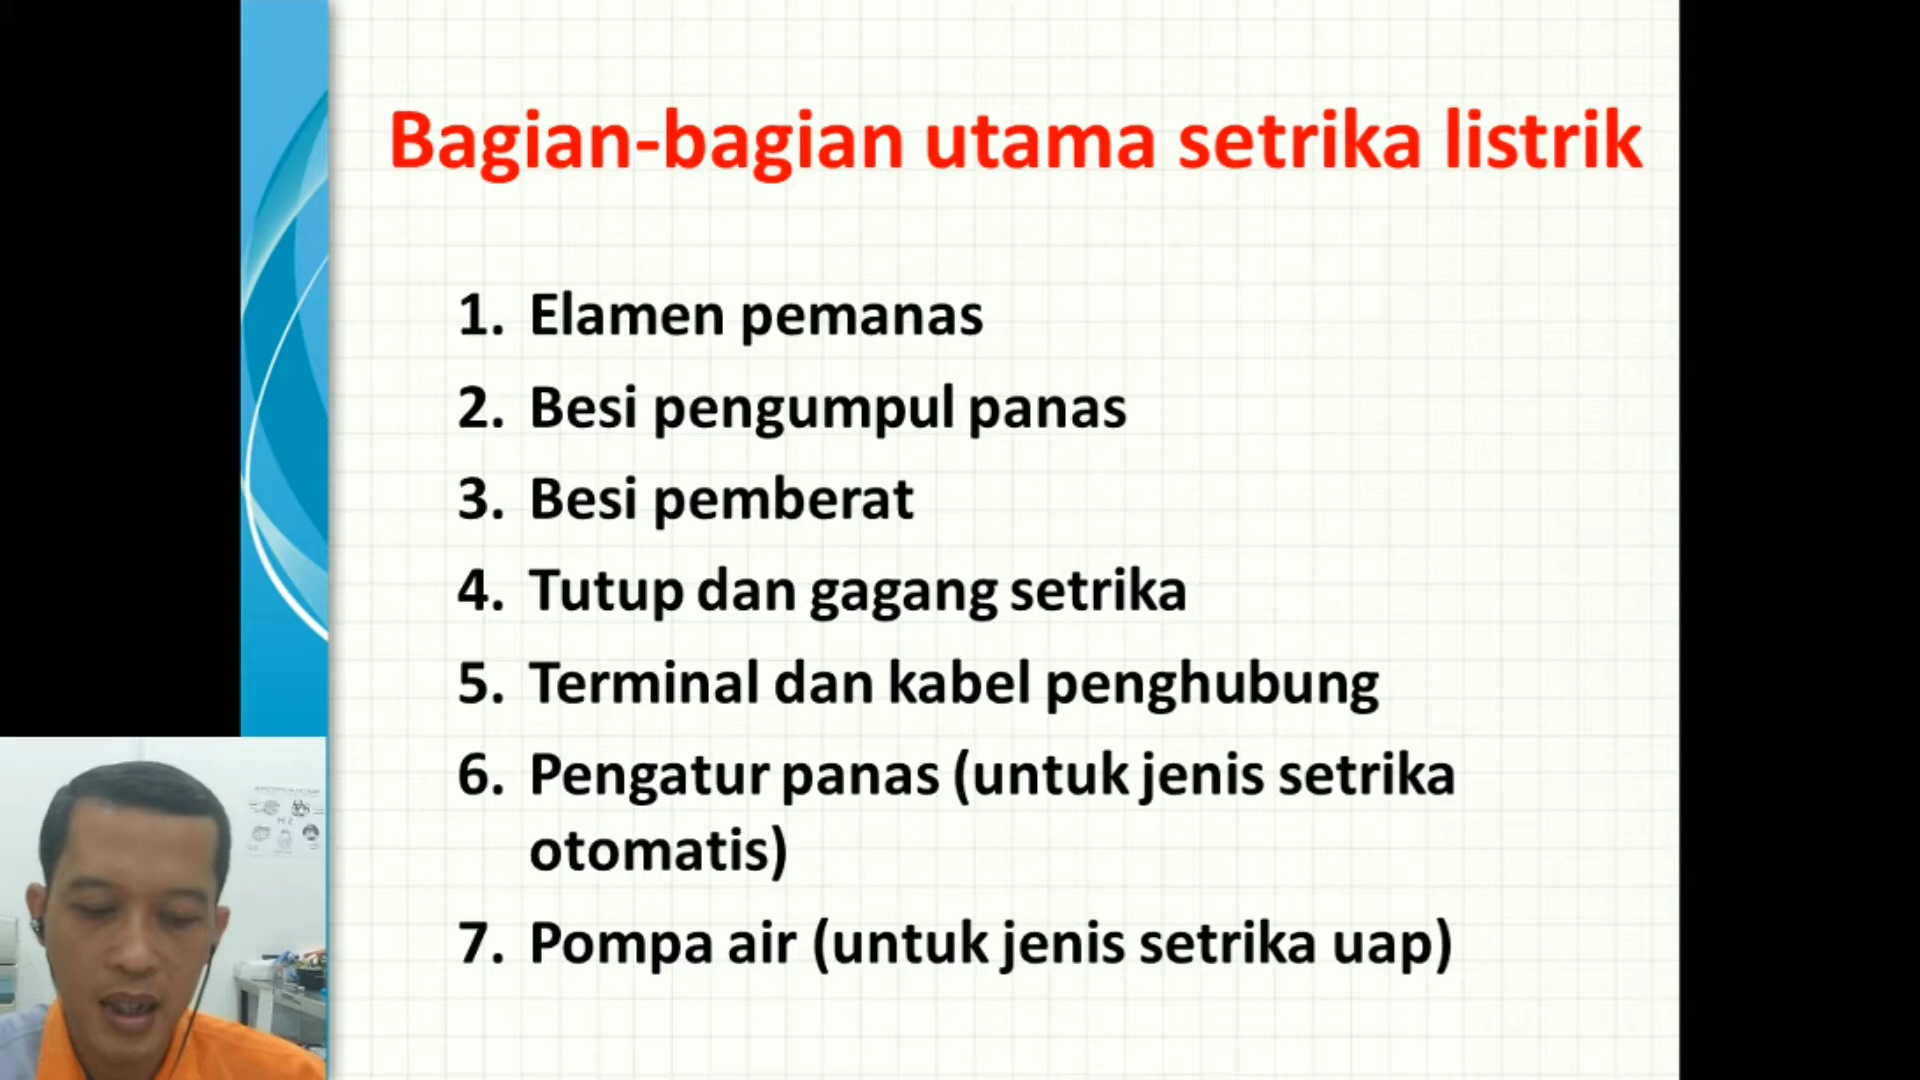 Bagian-bagian utama setrika listrik
1. Elamen pemanas
2. Besi pengumpul panas
3. Besi pemberat
4. Tutup dan gagang setrika
5. Terminal dan kabel penghubung
6. Pengatur panas (untuk jenis setrika
otomatis)
7. Pompa air (untuk jenis setrika uap)